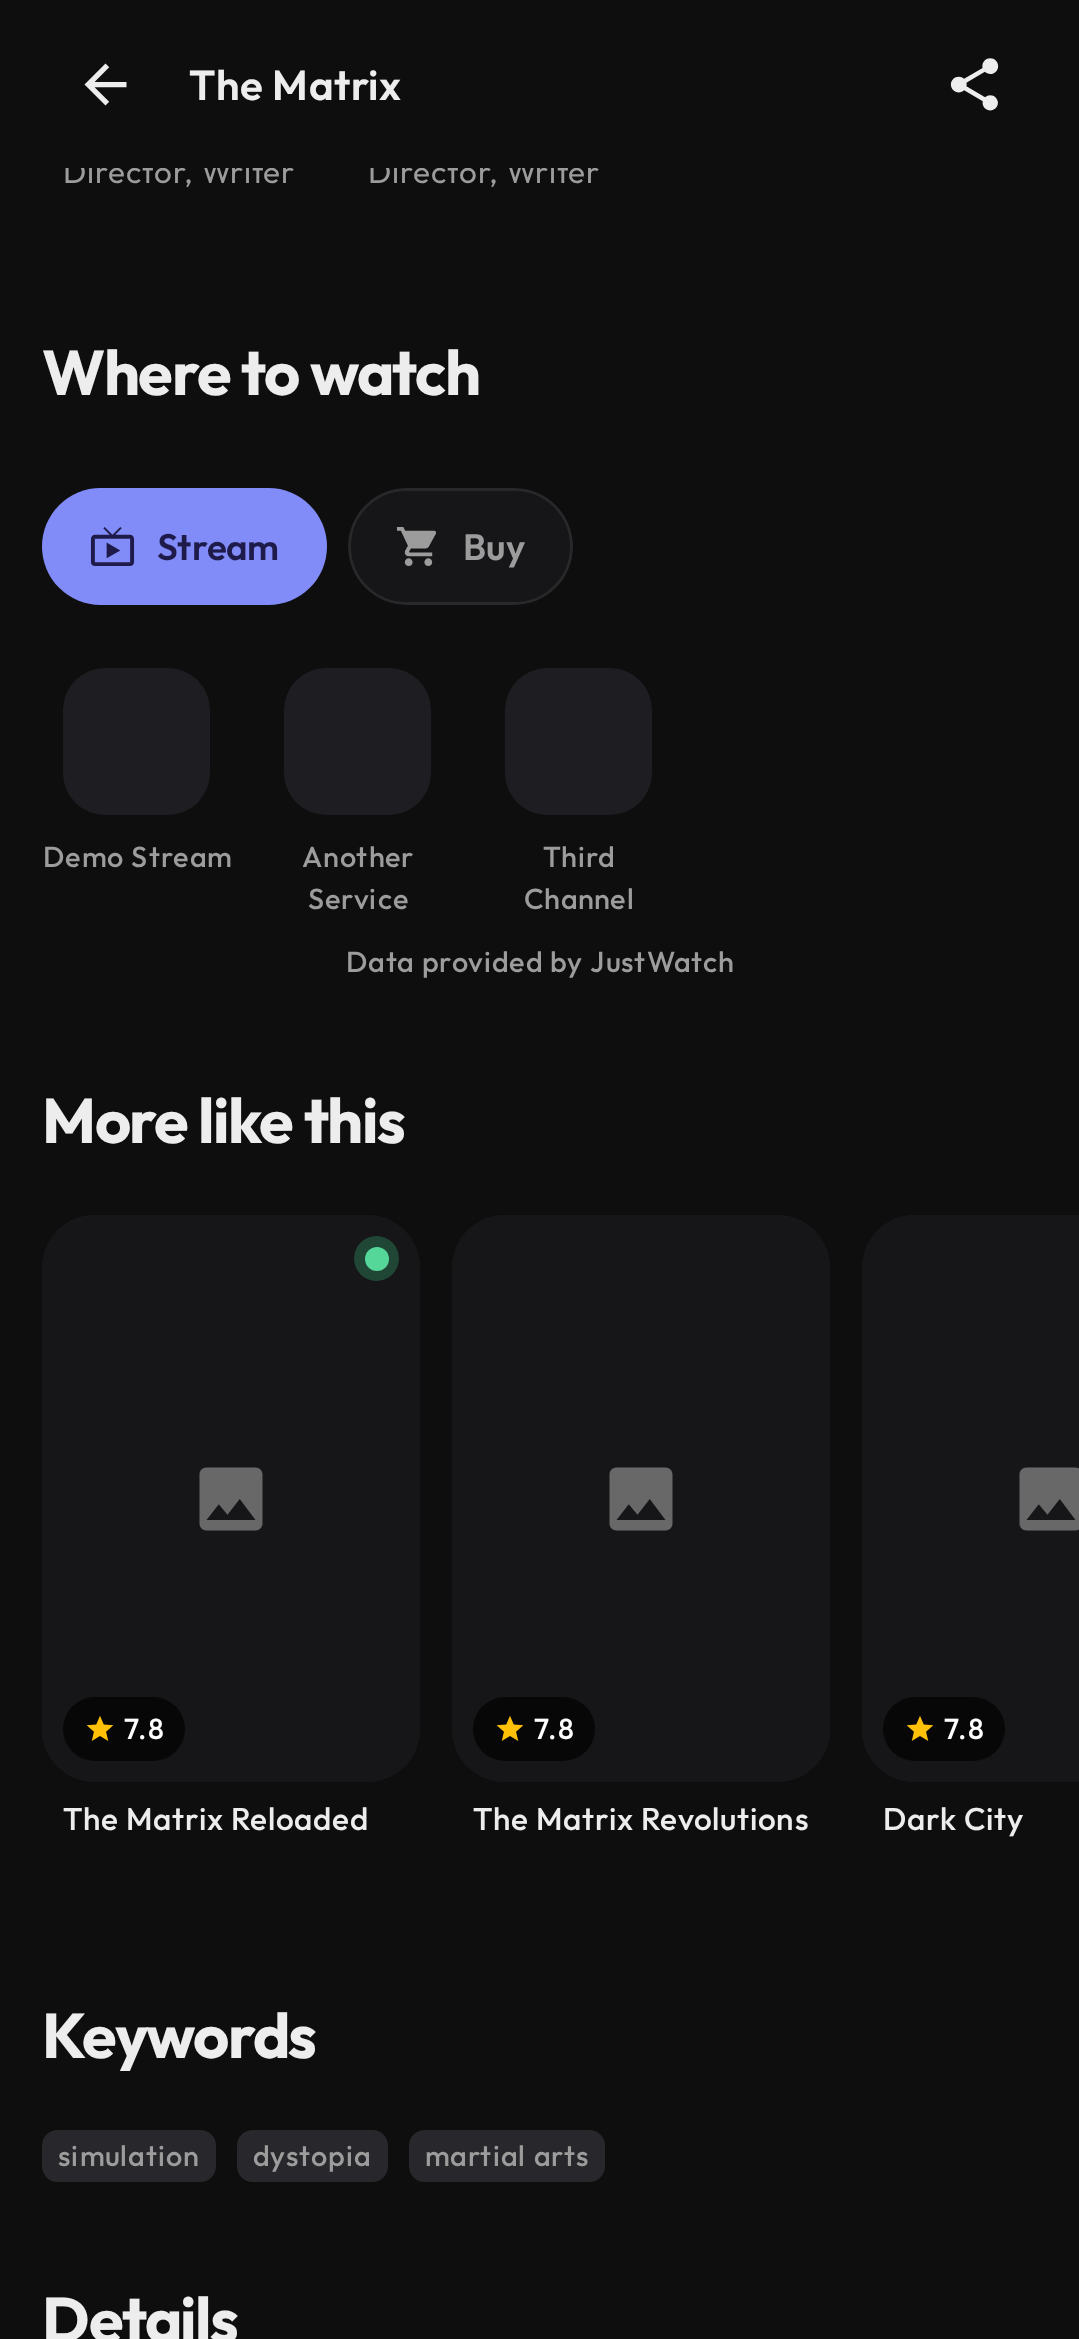 The Matrix
Director, Writer Director, Writer
Where to watch
Stream Buy
Demo Stream Another Service Third Channel
Data provided by JustWatch
More like this
7.8 7.8 7.8
The Matrix Reloaded The Matrix Revolutions Dark City
Keywords
simulation dystopia martial arts
Details